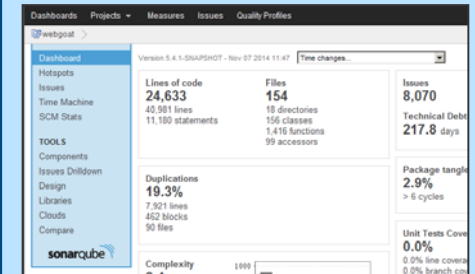 Dashboards Projects Measures Issues Quality Profiles
webgoat
Dashboard
Hotspots
Issues
Time Machine
SCM Stats
TOOLS
Components
Issues Drilldown
Design
Libraries
Clouds
Compare
sonarqube
Version 5.4.1-SNAPSHOT - Nov 07 2014 11:47 Time changes...
Lines of code
24,633
40,981 lines
11,180 statements
Files
154
18 directories
156 classes
1,416 functions
99 accessors
Duplications
19.3%
7,921 lines
462 blocks
90 files
Complexity
1000
Issues
8,070
Technical Debt
217.8 days
Package tangle
2.9%
> 6 cycles
Unit Tests Cove
0.0%
0.0% line covera
0.0% branch cov